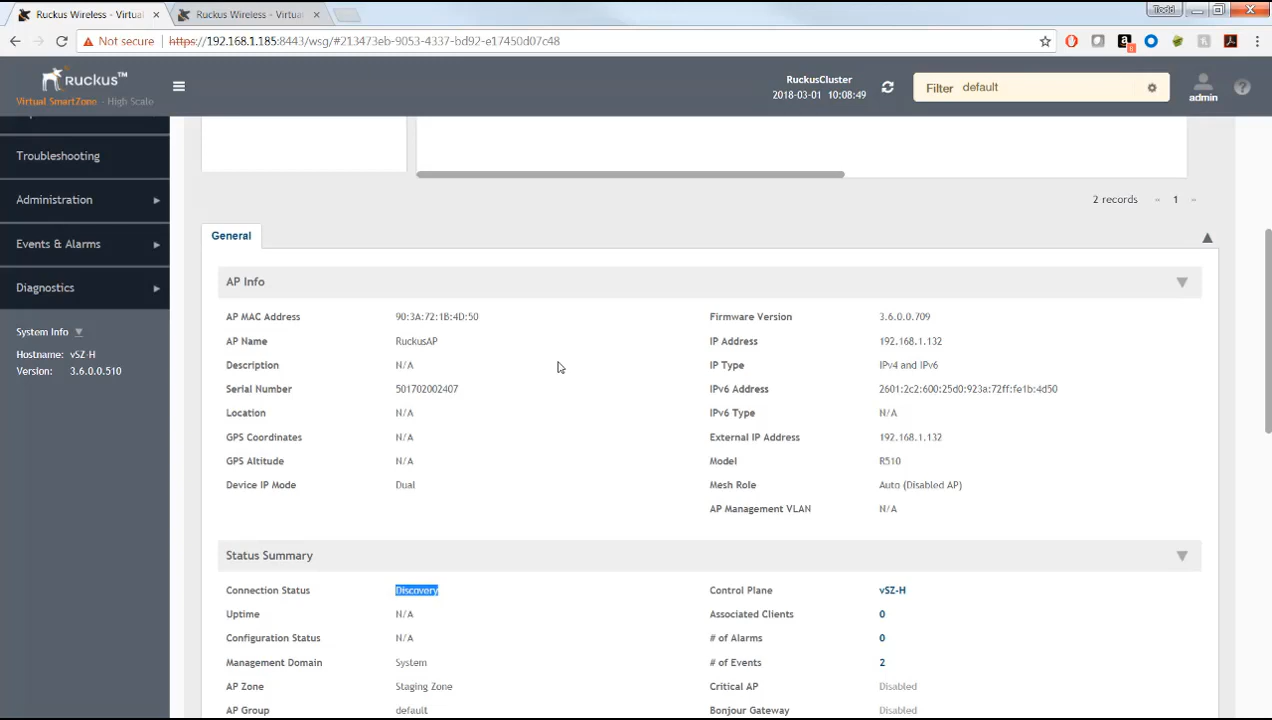 Ruckus Wireless - Virtual
Ruckus Wireless - Virtua
Todd
Not secure
https://192.168.1.185:8443/wsg/#213473eb-9053-4337-bd92-e17450d07c48
Ruckus™
Virtual SmartZone - High Scale
RuckusCluster
2018-03-01 10:08:49
Filter default
admin
Troubleshooting
Administration
Events & Alarms
Diagnostics
System Info
Hostname: vSZ-H
Version: 3.6.0.0.510
2 records - 1 -
General
AP Info
AP MAC Address 90:3A:72:1B:4D:50
Firmware Version 3.6.0.0.709
AP Name RuckusAP
IP Address 192.168.1.132
Description N/A
IP Type IPv4 and IPv6
Serial Number 501702002407
IPv6 Address 2601:2c2:600:25d0:923a:72ff:fe1b:4d50
Location N/A
IPv6 Type N/A
GPS Coordinates N/A
External IP Address 192.168.1.132
GPS Altitude N/A
Model R510
Device IP Mode Dual
Mesh Role Auto (Disabled AP)
AP Management VLAN N/A
Status Summary
Connection Status Discovery
Control Plane vSZ-H
Uptime N/A
Associated Clients 0
Configuration Status N/A
# of Alarms 0
Management Domain System
# of Events 2
AP Zone Staging Zone
Critical AP Disabled
AP Group default
Bonjour Gateway Disabled